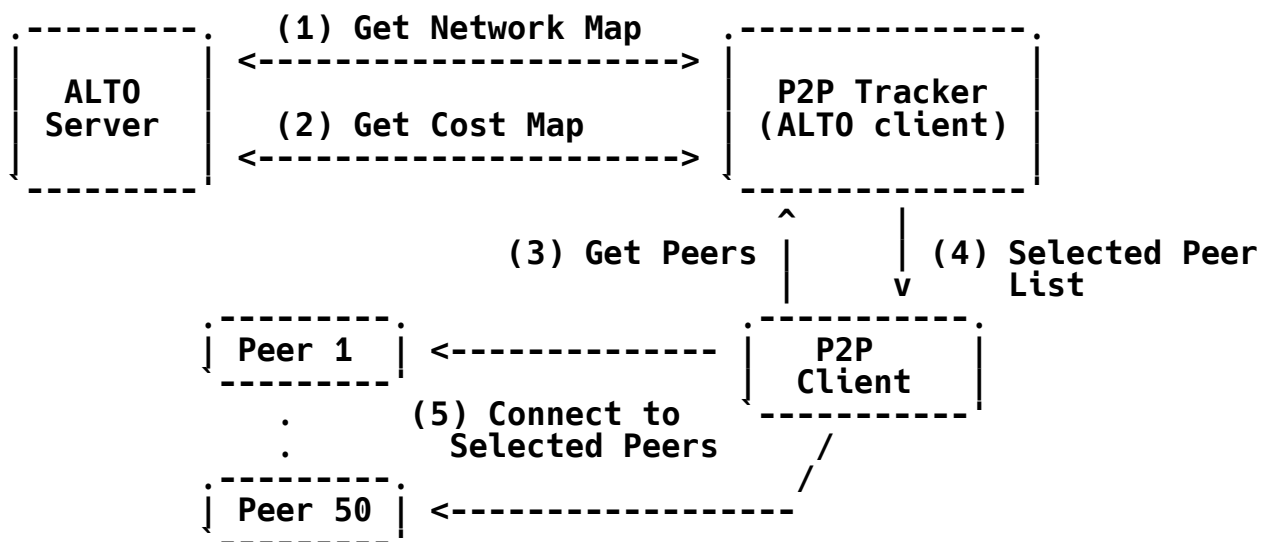 (1) Get Network Map
ALTO P2P Tracker
Server (2) Get Cost Map (ALTO client)
(3) Get Peers (4) Selected Peer
List
Peer 1 P2P
Client
(5) Connect to
Selected Peers
Peer 50